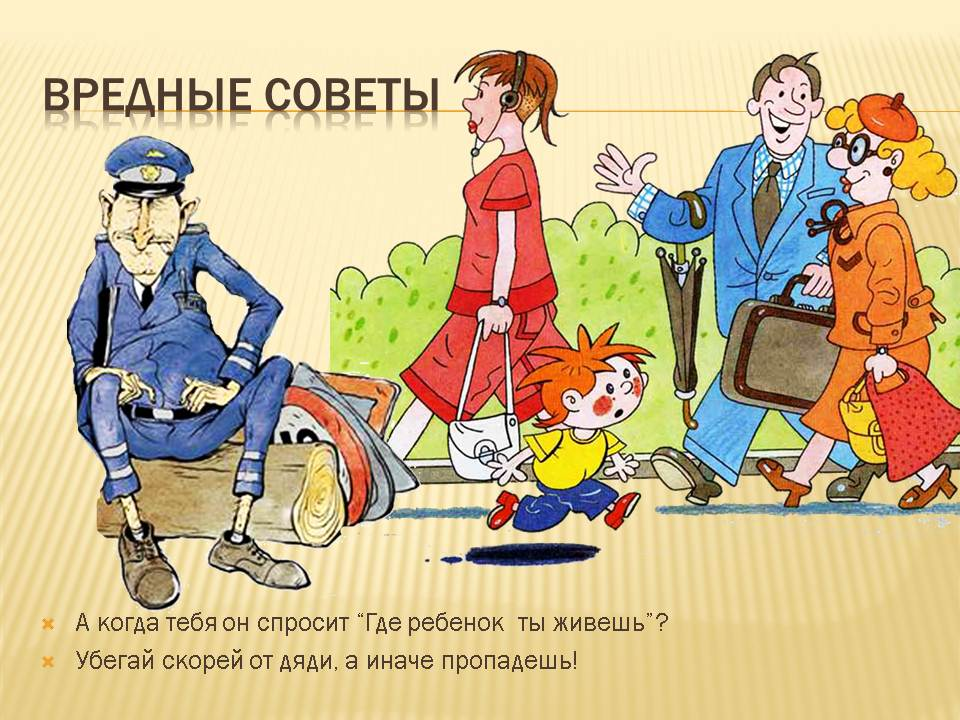 ВРЕДНЫЕ СОВЕТЫ
А когда тебя он спросит “Где ребенок ты живешь”?
Убегай скорей от дяди, а иначе пропадешь!